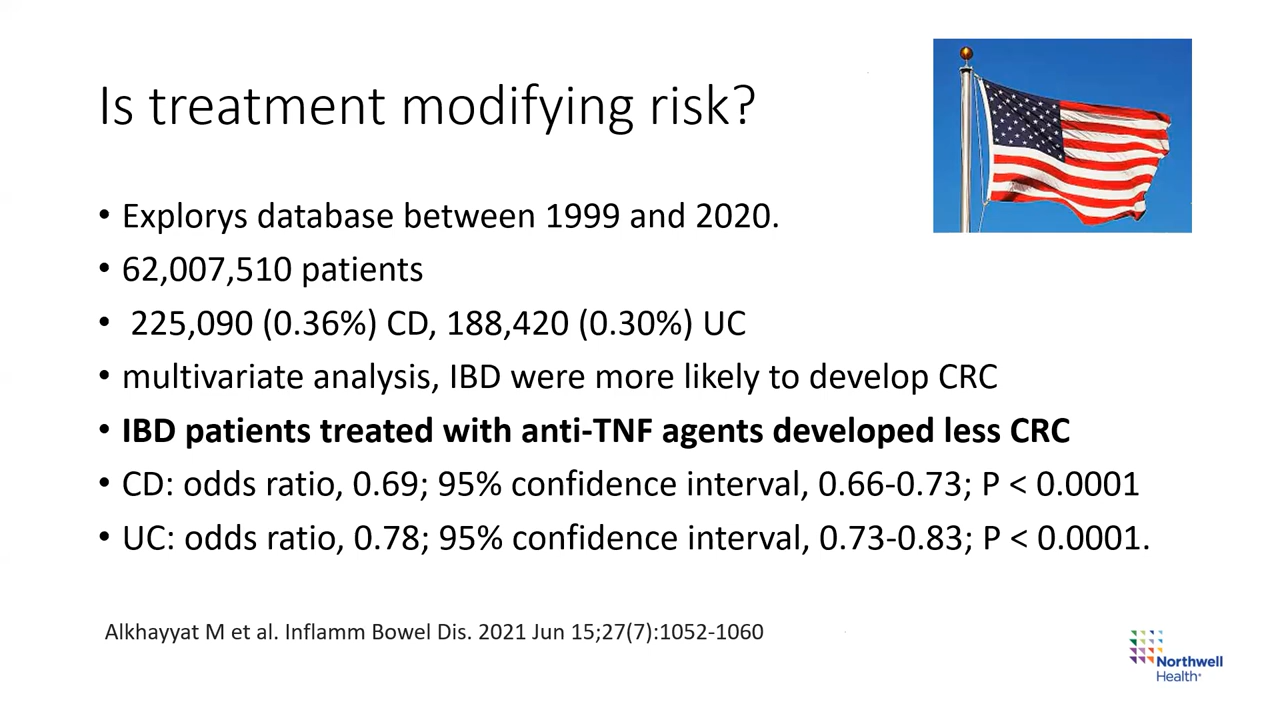 Is treatment modifying risk?
• Explorys database between 1999 and 2020.
• 62,007,510 patients
• 225,090 (0.36%) CD, 188,420 (0.30%) UC
• multivariate analysis, IBD were more likely to develop CRC
• IBD patients treated with anti-TNF agents developed less CRC
• CD: odds ratio, 0.69; 95% confidence interval, 0.66-0.73; P < 0.0001
• UC: odds ratio, 0.78; 95% confidence interval, 0.73-0.83; P < 0.0001.
Alkhayyat M et al. Inflamm Bowel Dis. 2021 Jun 15;27(7):1052-1060
Northwell
Health